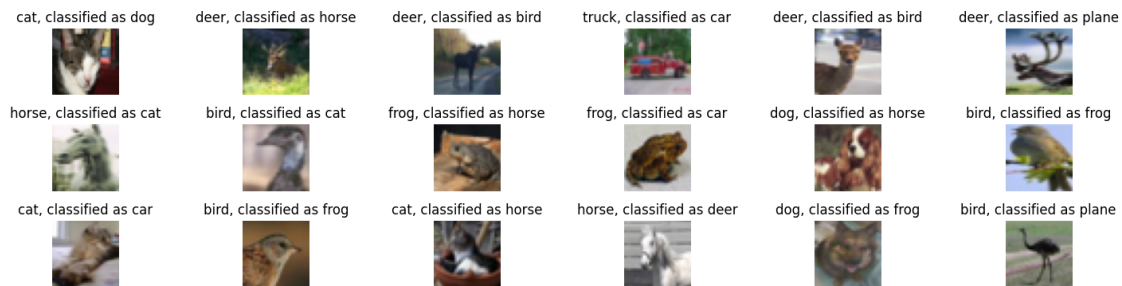 cat, classified as dog
deer, classified as horse
deer, classified as bird
truck, classified as car
deer, classified as bird
deer, classified as plane
horse, classified as cat
bird, classified as cat
frog, classified as horse
frog, classified as car
dog, classified as horse
bird, classified as frog
cat, classified as car
bird, classified as frog
cat, classified as horse
horse, classified as deer
dog, classified as frog
bird, classified as plane